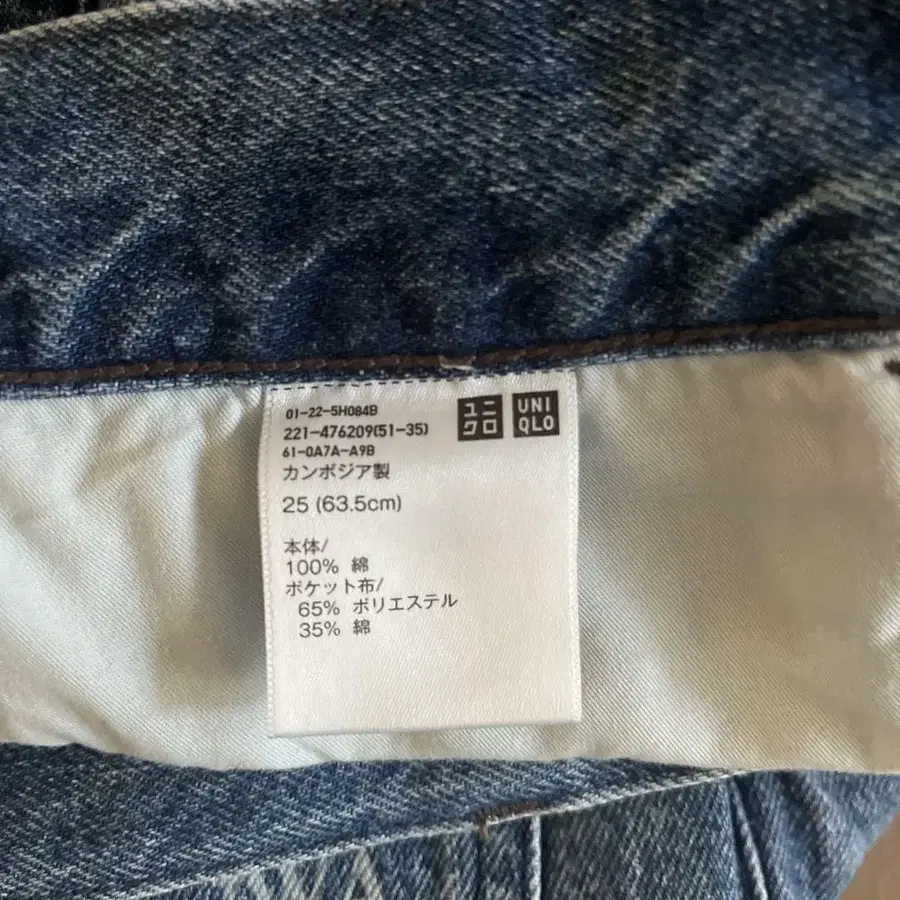 01-22-5H084B
221-476209(51-35)
61-0A7A-A9B
カンボジア製
ユニ
クロ
UNI
QLO
25 (63.5cm)
本体/
100% 綿
ポケット布/
65% ポリエステル
35% 綿